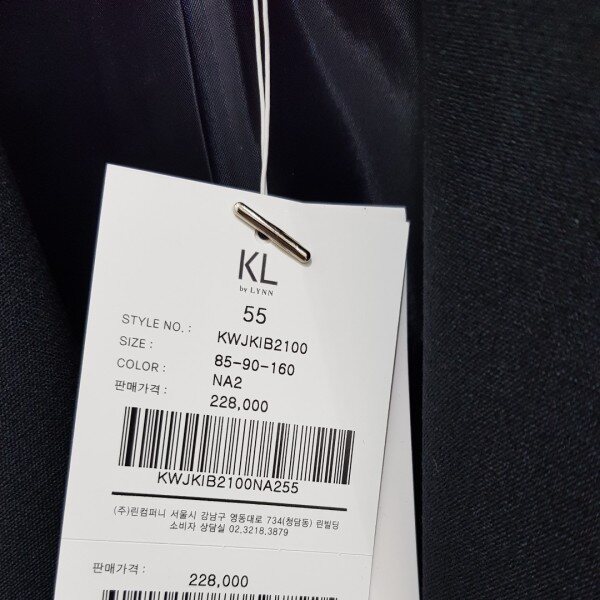 KL
by LYNN
55
STYLE NO. : KWJKIB2100
SIZE : 85-90-160
COLOR : NA2
판매가격 : 228,000
KWJKIB2100NA255
(주)린컴퍼니 서울시 강남구 영동대로 734(청담동) 린빌딩
소비자 상담실 02.3218.3879
판매가격 : 228,000